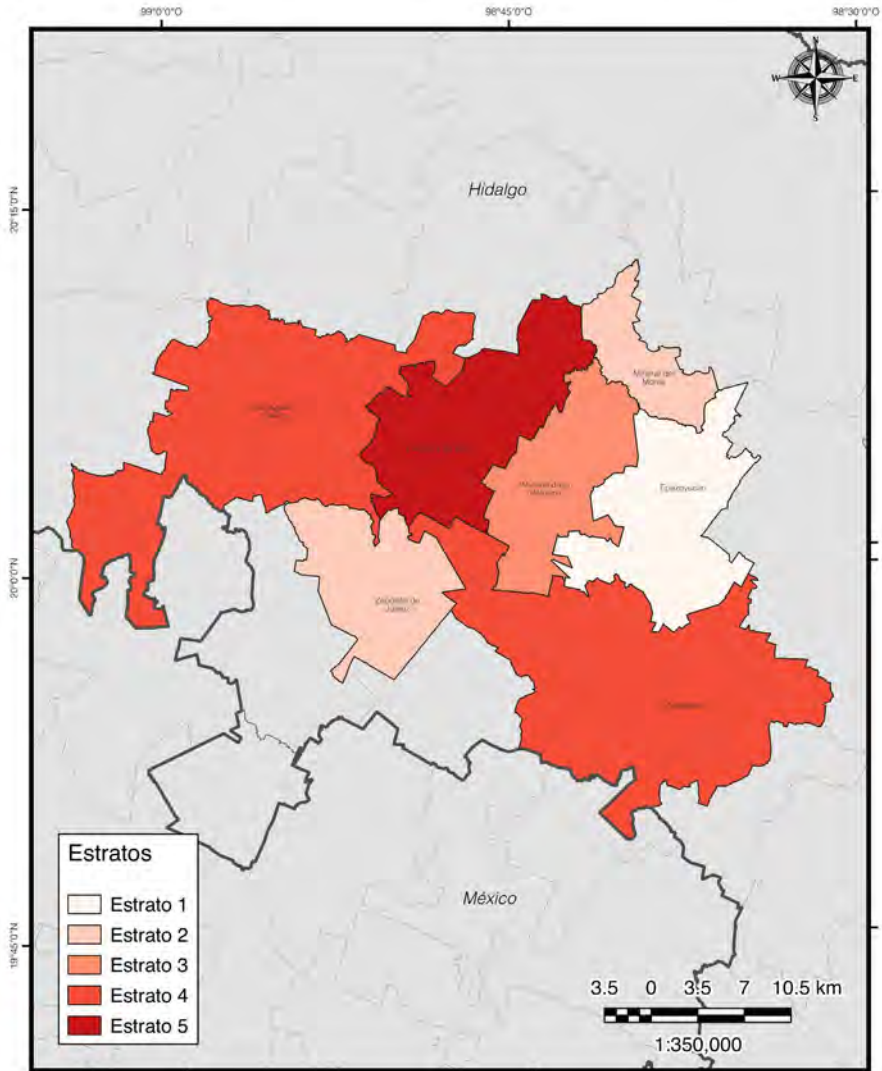 99°0'0"O
98°45'0"O
98°30'0"O
N
W
E
S
20°15'0"N
Hidalgo
Mineral del
Monte
Epazoyucan
20°0'0"N
Zapotlán de
Juárez
Estratos
Estrato 1
Estrato 2
Estrato 3
Estrato 4
Estrato 5
México
19°45'0"N
3.5 0 3.5 7 10.5 km
1:350,000